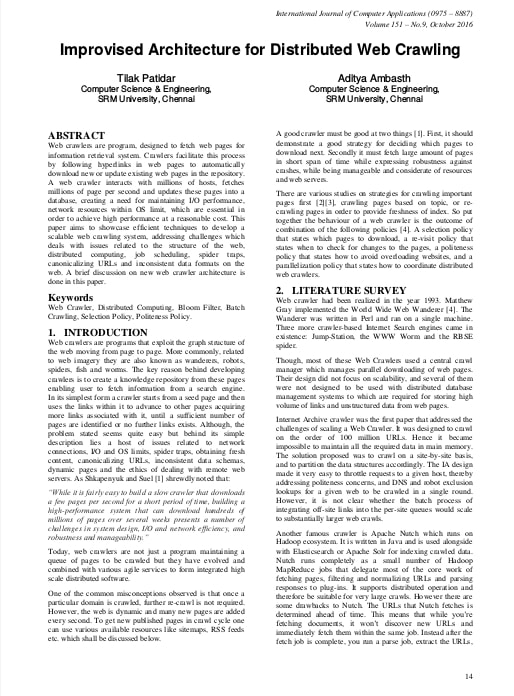 International Journal of Computer Applications (0975 – 8887)
Volume 151 – No.9, October 2016
Improvised Architecture for Distributed Web Crawling
Tilak Patidar
Computer Science & Engineering,
SRM University, Chennai
Aditya Ambasth
Computer Science & Engineering,
SRM University, Chennai
ABSTRACT
Web crawlers are program, designed to fetch web pages for
information retrieval system. Crawlers facilitate this process
by following hyperlinks in web pages to automatically
download new or update existing web pages in the repository.
A web crawler interacts with millions of hosts, fetches
millions of page per second and updates these pages into a
database, creating a need for maintaining I/O performance,
network resources within OS limit, which are essential in
order to achieve high performance at a reasonable cost. This
paper aims to showcase efficient techniques to develop a
scalable web crawling system, addressing challenges which
deals with issues related to the structure of the web,
distributed computing, job scheduling, spider traps,
canonicalizing URLs and inconsistent data formats on the
web. A brief discussion on new web crawler architecture is
done in this paper.
Keywords
Web Crawler, Distributed Computing, Bloom Filter, Batch
Crawling, Selection Policy, Politeness Policy.
1. INTRODUCTION
Web crawlers are programs that exploit the graph structure of
the web moving from page to page. More commonly, related
to web imagery they are also known as wanderers, robots,
spiders, fish and worms. The key reason behind developing
crawlers is to create a knowledge repository from these pages
enabling user to fetch information from a search engine.
In its simplest form a crawler starts from a seed page and then
uses the links within it to advance to other pages acquiring
more links associated with it, until a sufficient number of
pages are identified or no further links exists. Although, the
problem stated seems quite easy but behind its simple
description lies a host of issues related to network
connections, I/O and OS limits, spider traps, obtaining fresh
content, canonicalizing URLs, inconsistent data schemas,
dynamic pages and the ethics of dealing with remote web
servers. As Shkapenyuk and Suel [1] shrewdly noted that:
"While it is fairly easy to build a slow crawler that downloads
a few pages per second for a short period of time, building a
high-performance system that can download hundreds of
millions of pages over several weeks presents a number of
challenges in system design, I/O and network efficiency, and
robustness and manageability."
Today, web crawlers are not just a program maintaining a
queue of pages to be crawled but they have evolved and
combined with various agile services to form integrated high
scale distributed software.
One of the common misconceptions observed is that once a
particular domain is crawled, further re-crawl is not required.
However, the web is dynamic and many new pages are added
every second. To get new published pages in crawl cycle one
can use various available resources like sitemaps, RSS feeds
etc. which shall be discussed below.
A good crawler must be good at two things [1]. First, it should
demonstrate a good strategy for deciding which pages to
download next. Secondly it must fetch large amount of pages
in short span of time while expressing robustness against
crashes, while being manageable and considerate of resources
and web servers.
There are various studies on strategies for crawling important
pages first [2][3], crawling pages based on topic, or re-
crawling pages in order to provide freshness of index. So put
together the behaviour of a web crawler is the outcome of
combination of the following policies [4]. A selection policy
that states which pages to download, a re-visit policy that
states when to check for changes to the pages, a politeness
policy that states how to avoid overloading websites, and a
parallelization policy that states how to coordinate distributed
web crawlers.
2. LITERATURE SURVEY
Web crawler had been realized in the year 1993. Matthew
Gray implemented the World Wide Web Wanderer [4]. The
Wanderer was written in Perl and ran on a single machine.
Three more crawler-based Internet Search engines came in
existence: Jump-Station, the WWW Worm and the RBSE
spider.
Though, most of these Web Crawlers used a central crawl
manager which manages parallel downloading of web pages.
Their design did not focus on scalability, and several of them
were not designed to be used with distributed database
management systems to which are required for storing high
volume of links and unstuctured data from web pages.
Internet Archive crawler was the first paper that addressed the
challenges of scaling a Web Crawler. It was designed to crawl
on the order of 100 million URLs. Hence it became
impossible to maintain all the required data in main memory.
The solution proposed was to crawl on a site-by-site basis,
and to partition the data structures accordingly. The IA design
made it very easy to throttle requests to a given host, thereby
addressing politeness concerns, and DNS and robot exclusion
lookups for a given web to be crawled in a single round.
However, it is not clear whether the batch process of
integrating off-site links into the per-site queues would scale
to substantially larger web crawls.
Another famous crawler is Apache Nutch which runs on
Hadoop ecosystem. It is written in Java and is used alongside
with Elasticsearch or Apache Solr for indexing crawled data.
Nutch runs completely as a small number of Hadoop
MapReduce jobs that delegate most of the core work of
fetching pages, filtering and normalizing URLs and parsing
responses to plug-ins. It supports distributed operation and
therefore be suitable for very large crawls. However there are
some drawbacks to Nutch. The URLs that Nutch fetches is
determined ahead of time. This means that while you're
fetching documents, it won't discover new URLs and
immediately fetch them within the same job. Instead after the
fetch job is complete, you run a parse job, extract the URLs,
14